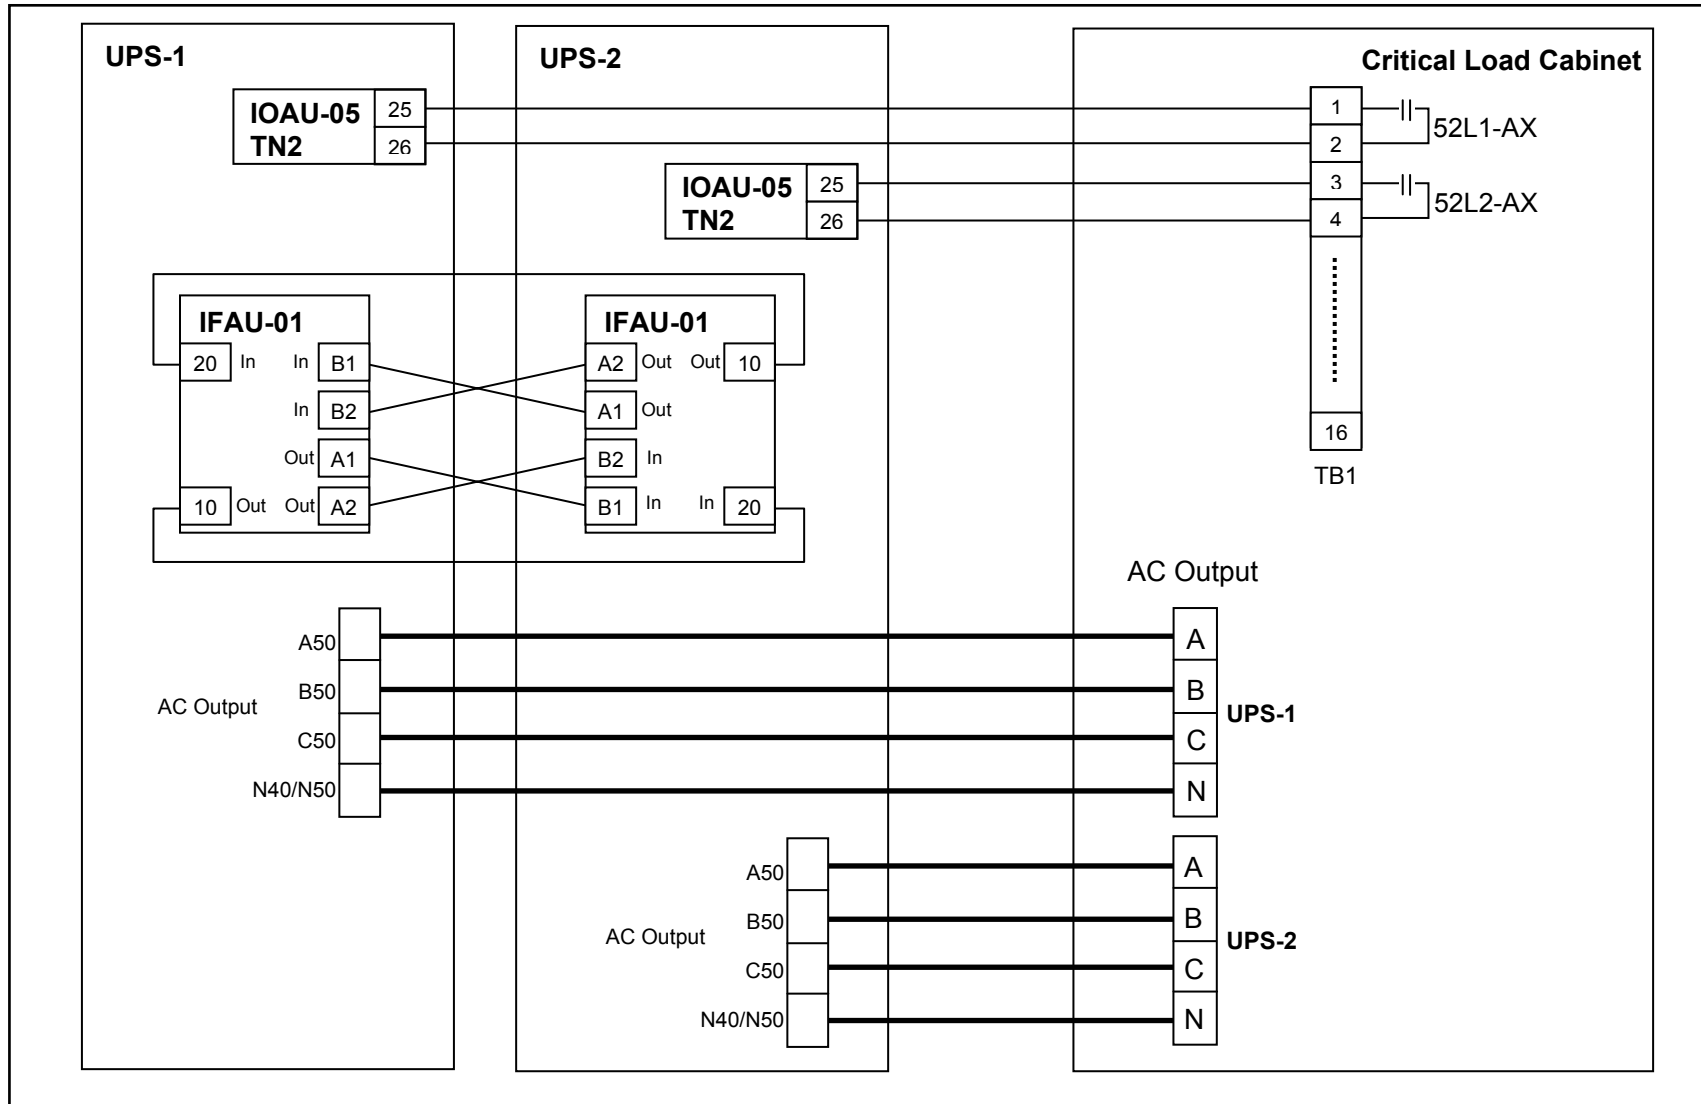 UPS-1
UPS-2
Critical Load Cabinet
IOAU-05 25
TN2 26
1
2
52L1-AX
IOAU-05 25
TN2 26
3
4
52L2-AX
16
TB1
IFAU-01
20 In In B1
In B2
Out A1
10 Out Out A2
IFAU-01
A2 Out Out 10
A1 Out
B2 In
B1 In In 20
AC Output
A50
B50
AC Output
C50
N40/N50
A
B
UPS-1
C
N
A50
B50
AC Output
C50
N40/N50
A
B
UPS-2
C
N